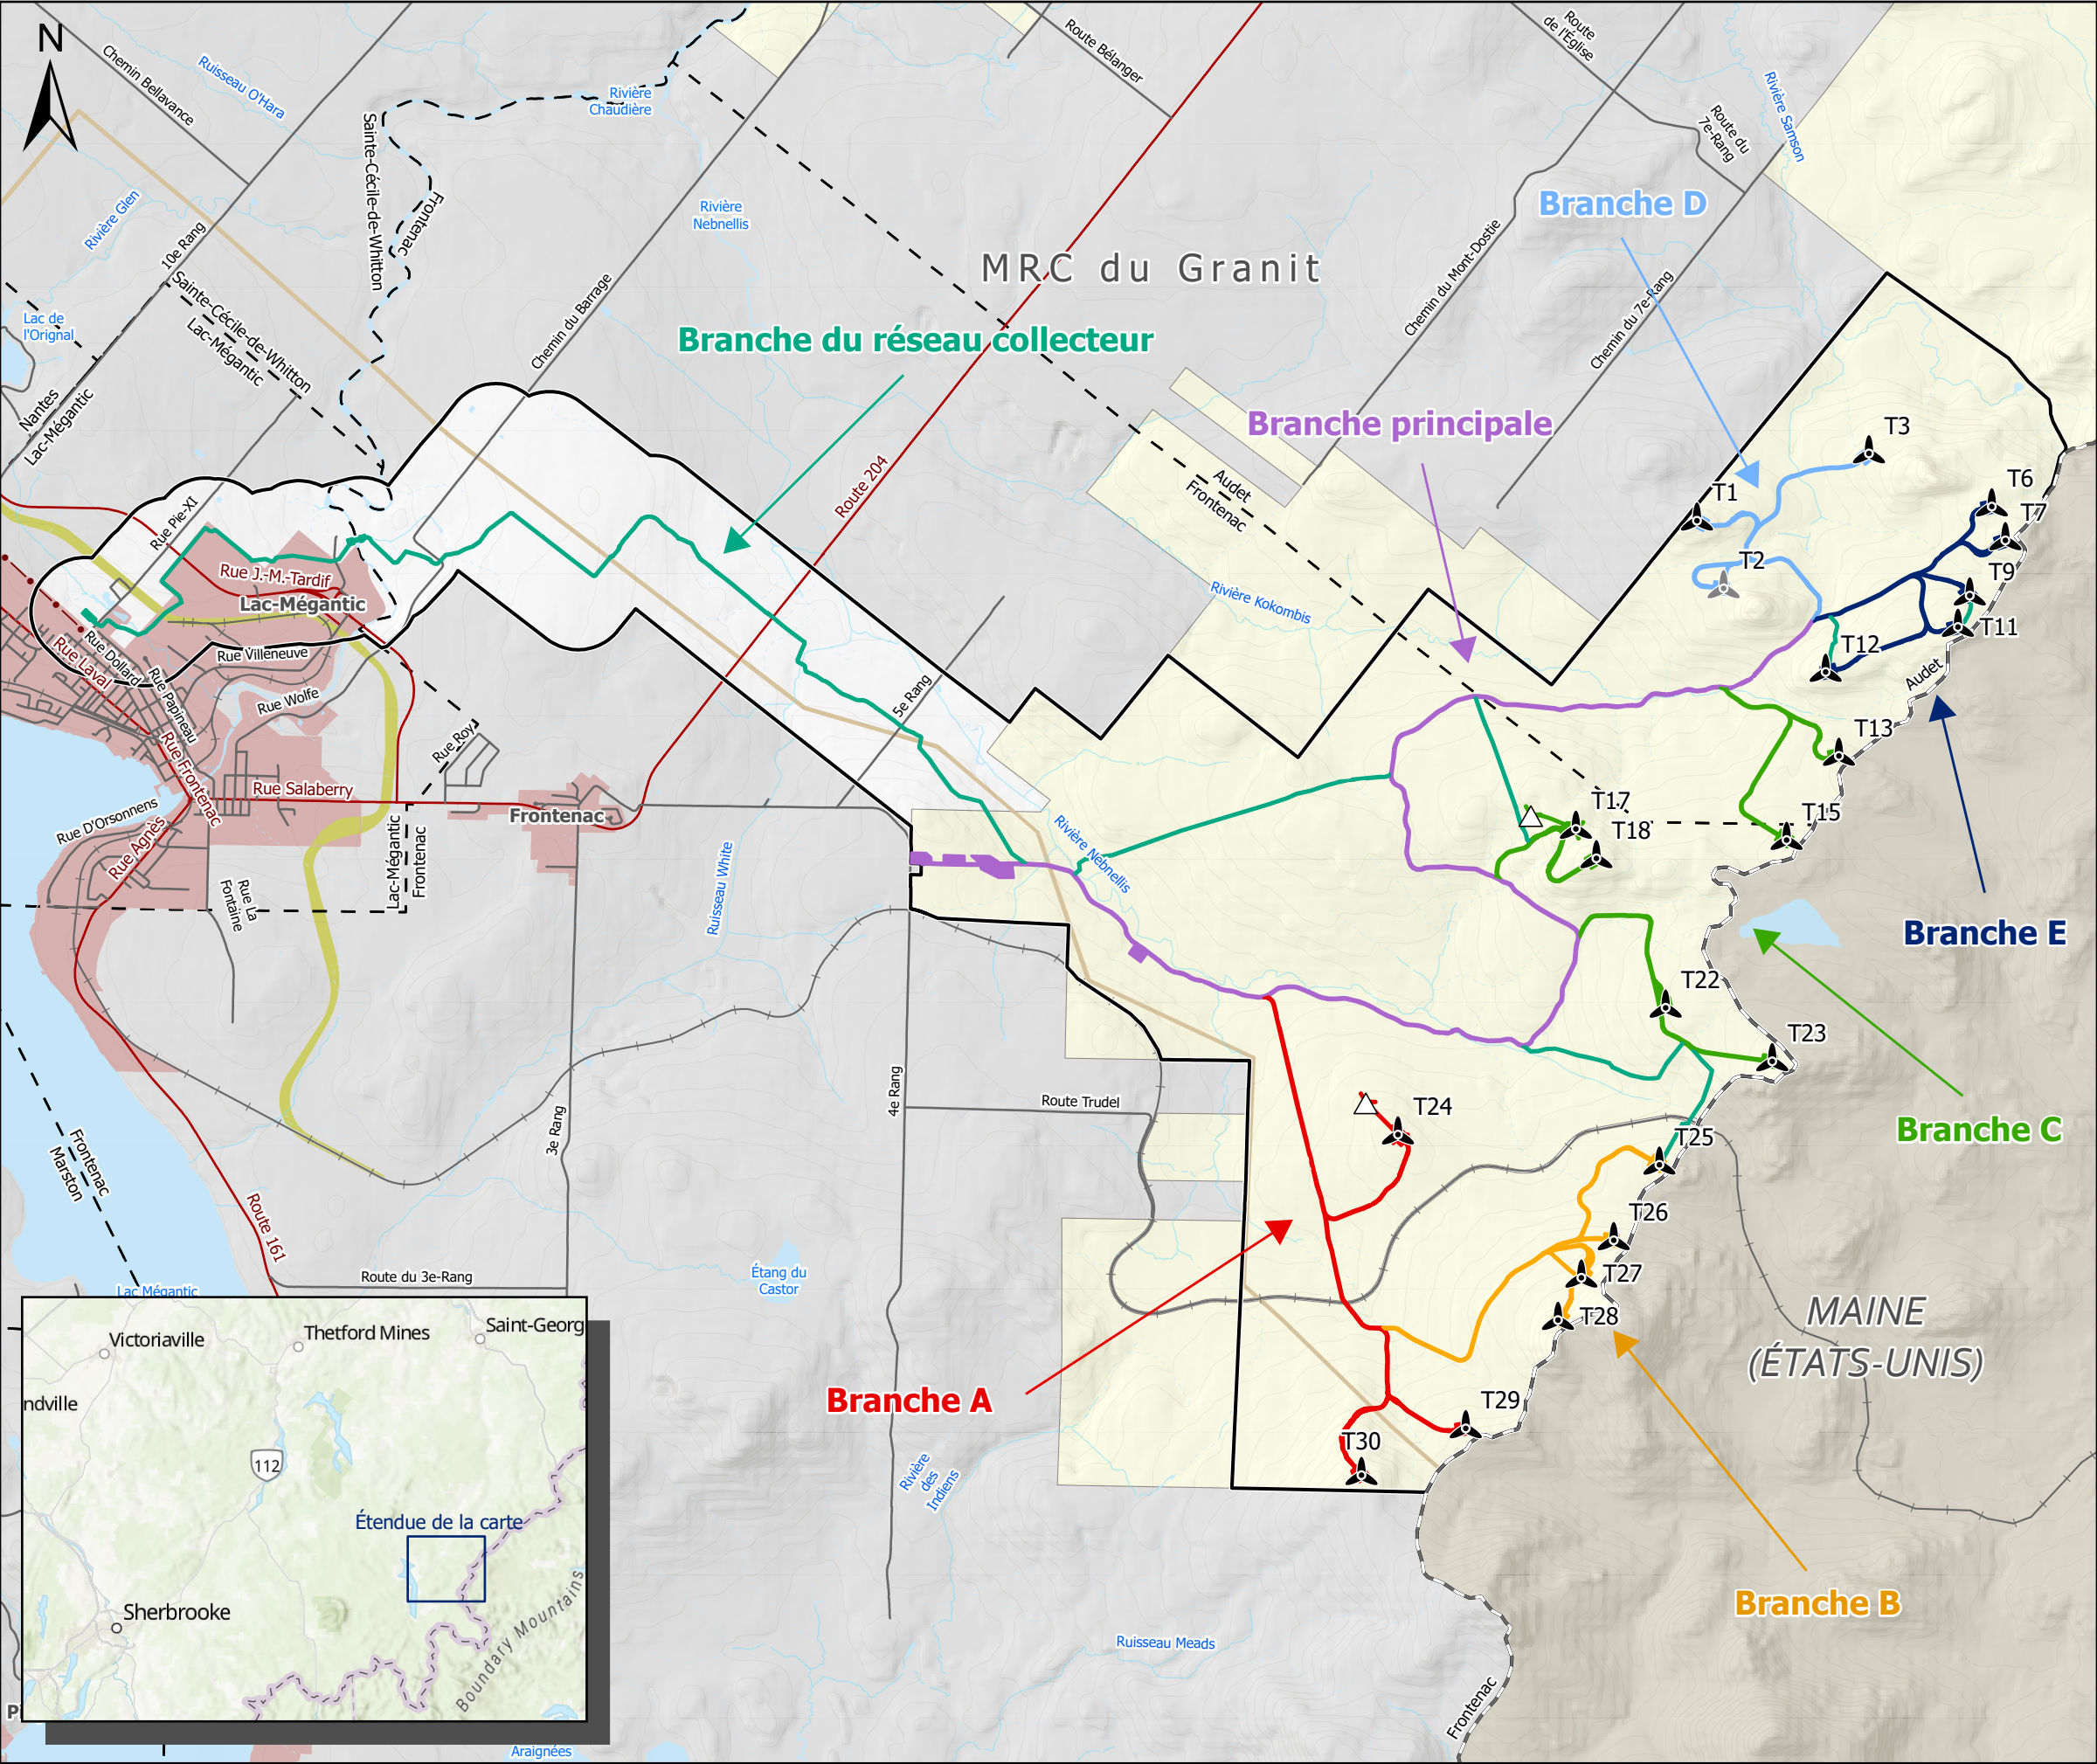 N
Chemin Bellavance
Ruisseau O'Hara
Rivière Glen
10e Rang
Sainte-Cécile-de-Whitton
Frontenac
Rivière
Chaudière
Rivière
Nebnellis
Route Bélanger
Route
de l'Église
Route du
7e-Rang
Rivière Samson
MRC du Granit
Branche D
Chemin du Mont-Dostie
Chemin du 7e-Rang
Chemin du Barrage
Sainte-Cécile-de-Whitton
Lac-Mégantic
Lac de
l'Orignal
Nantes
Lac-Mégantic
Branche du réseau collecteur
Branche principale
Route 204
Audet
Frontenac
Rivière Kokombis
T3
T1
T6
T7
T2
T9
T11
T12
Audet
T13
T15
T17
T18
Rue Pie-XI
Rue J.-M.-Tardif
Lac-Mégantic
Rue Villeneuve
Rue Dollard
Rue Laval
Rue Papineau
Rue Wolfe
Rue Frontenac
Rue Roy
Rue Salaberry
Rue D'Orsonnens
Rue Agnès
Rue La
Fontaine
Lac-Mégantic
Frontenac
Frontenac
5e Rang
Ruisseau White
Rivière Nebnellis
Branche E
T22
T23
Branche C
T24
T25
T26
T27
T28
T29
T30
4e Rang
3e Rang
Route Trudel
Frontenac
Marston
Route 161
Route du 3e-Rang
Lac Mégantic
Étang du
Castor
Branche A
MAINE
(ÉTATS-UNIS)
Branche B
Rivière
des
Indiens
Ruisseau Meads
Frontenac
Araignées
Victoriaville
Thetford Mines
Saint-Georg
ndville
112
Étendue de la carte
Sherbrooke
Boundary Mountains
P